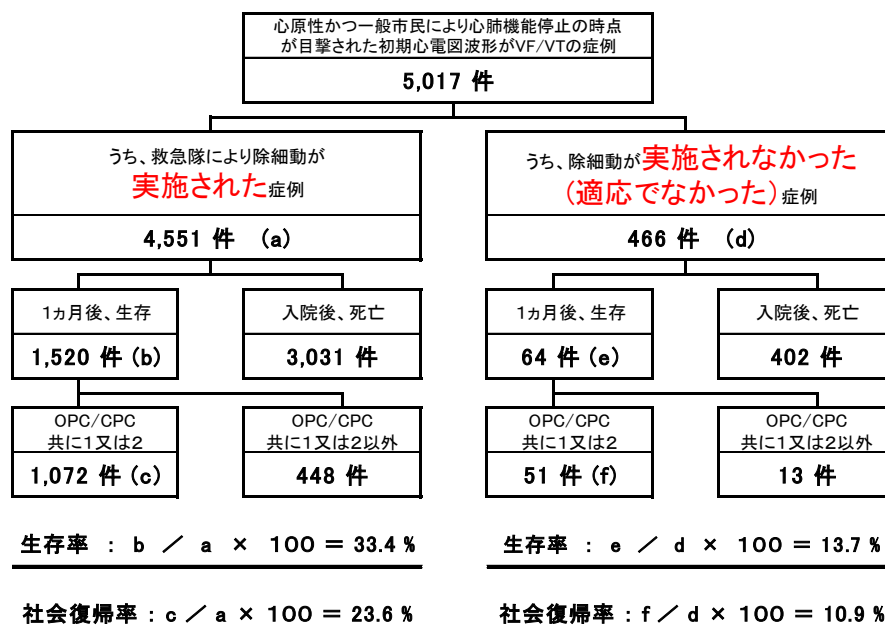 心原性かつ一般市民により心肺機能停止の時点
が目撃された初期心電図波形がVF/VTの症例
5,017 件
うち、救急隊により除細動が
実施された症例
4,551 件 (a)
うち、除細動が実施されなかった
(適応でなかった)症例
466 件 (d)
1ヵ月後、生存
1,520 件 (b)
入院後、死亡
3,031 件
1ヵ月後、生存
64 件 (e)
入院後、死亡
402 件
OPC/CPC
共に1又は2
1,072 件 (c)
OPC/CPC
共に1又は2以外
448 件
OPC/CPC
共に1又は2
51 件 (f)
OPC/CPC
共に1又は2以外
13 件
生存率 : b / a × 100 = 33.4 %
生存率 : e / d × 100 = 13.7 %
社会復帰率 : c / a × 100 = 23.6 %
社会復帰率 : f / d × 100 = 10.9 %